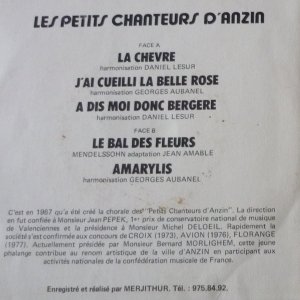 LES PETITS CHANTEURS D'ANZIN
FACE A
LA CHEVRE
harmonisation DANIEL LESUR
J'AI CUEILLI LA BELLE ROSE
harmonisation GEORGES AUBANEL
A DIS MOI DONC BERGERE
harmonisation DANIEL LESUR
FACE B
LE BAL DES FLEURS
MENDELSSOHN adaptation JEAN AMABLE
AMARYLIS
harmonisation GEORGES AUBANEL
C'est en 1967 qu'a été créé la chorale des "Petits Chanteurs d'Anzin". La direction
en fut confiée à Monsieur Jean PEPEK, 1er prix de conservatoire national de musique
de Valenciennes et la présidence à Monsieur Michel DELOEIL. Rapidement la
société s'est affirmée aux concours de CROIX (1973), AVION (1976), FLORANGE
(1977). Actuellement présidée par Monsieur Bernard MORLIGHEM, cette jeune
phalange contribue au renom artistique de la ville d'ANZIN en participant aux
activités nationales de la confédération musicale de France.
Enregistré et réalisé par MERJITHUR, Tél. : 975.84.92.